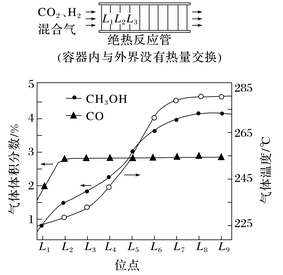 CO₂、H₂
混合气
L₁ L₂ L₃
绝热反应管
(容器内与外界没有热量交换)
气体体积分数/%
5
4
3
2
1
CH₃OH
CO
285
265
245
225
气体温度/℃
L₁ L₂ L₃ L₄ L₅ L₆ L₇ L₈ L₉
位点